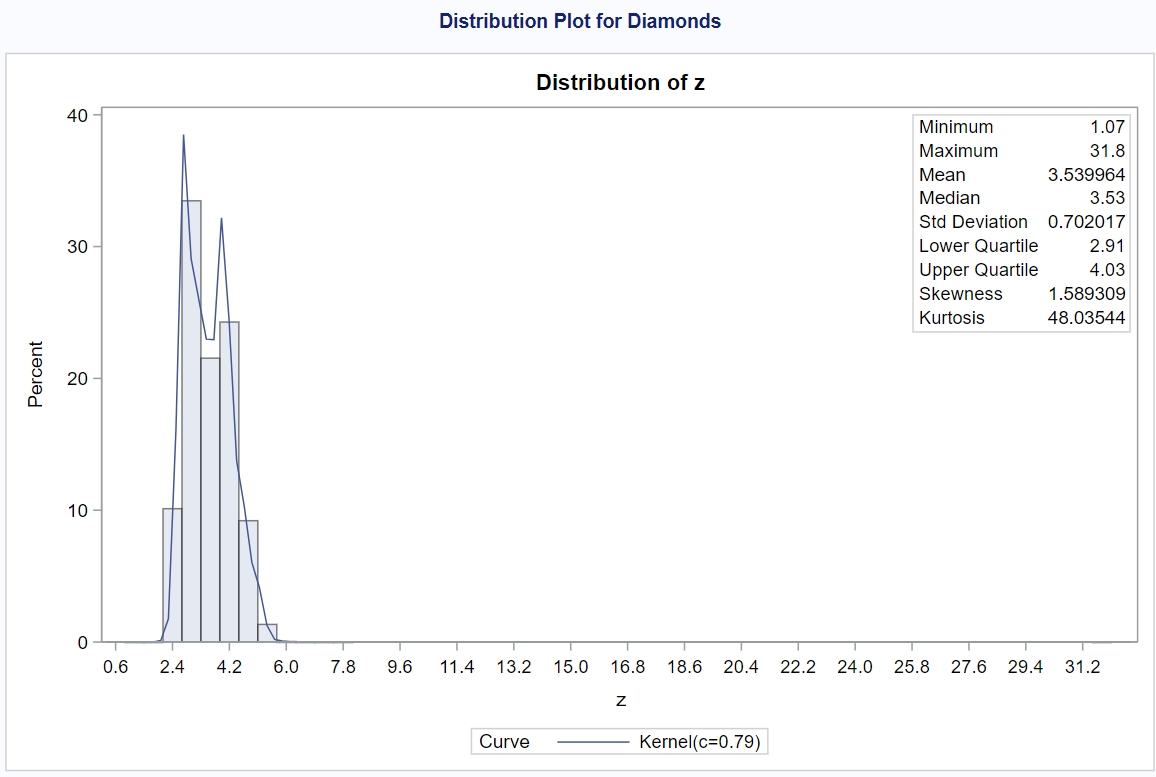 Distribution Plot for Diamonds
Distribution of z
40
30
20
10
0
Percent
Minimum 1.07
Maximum 31.8
Mean 3.539964
Median 3.53
Std Deviation 0.702017
Lower Quartile 2.91
Upper Quartile 4.03
Skewness 1.589309
Kurtosis 48.03544
0.6 2.4 4.2 6.0 7.8 9.6 11.4 13.2 15.0 16.8 18.6 20.4 22.2 24.0 25.8 27.6 29.4 31.2
z
Curve Kernel(c=0.79)